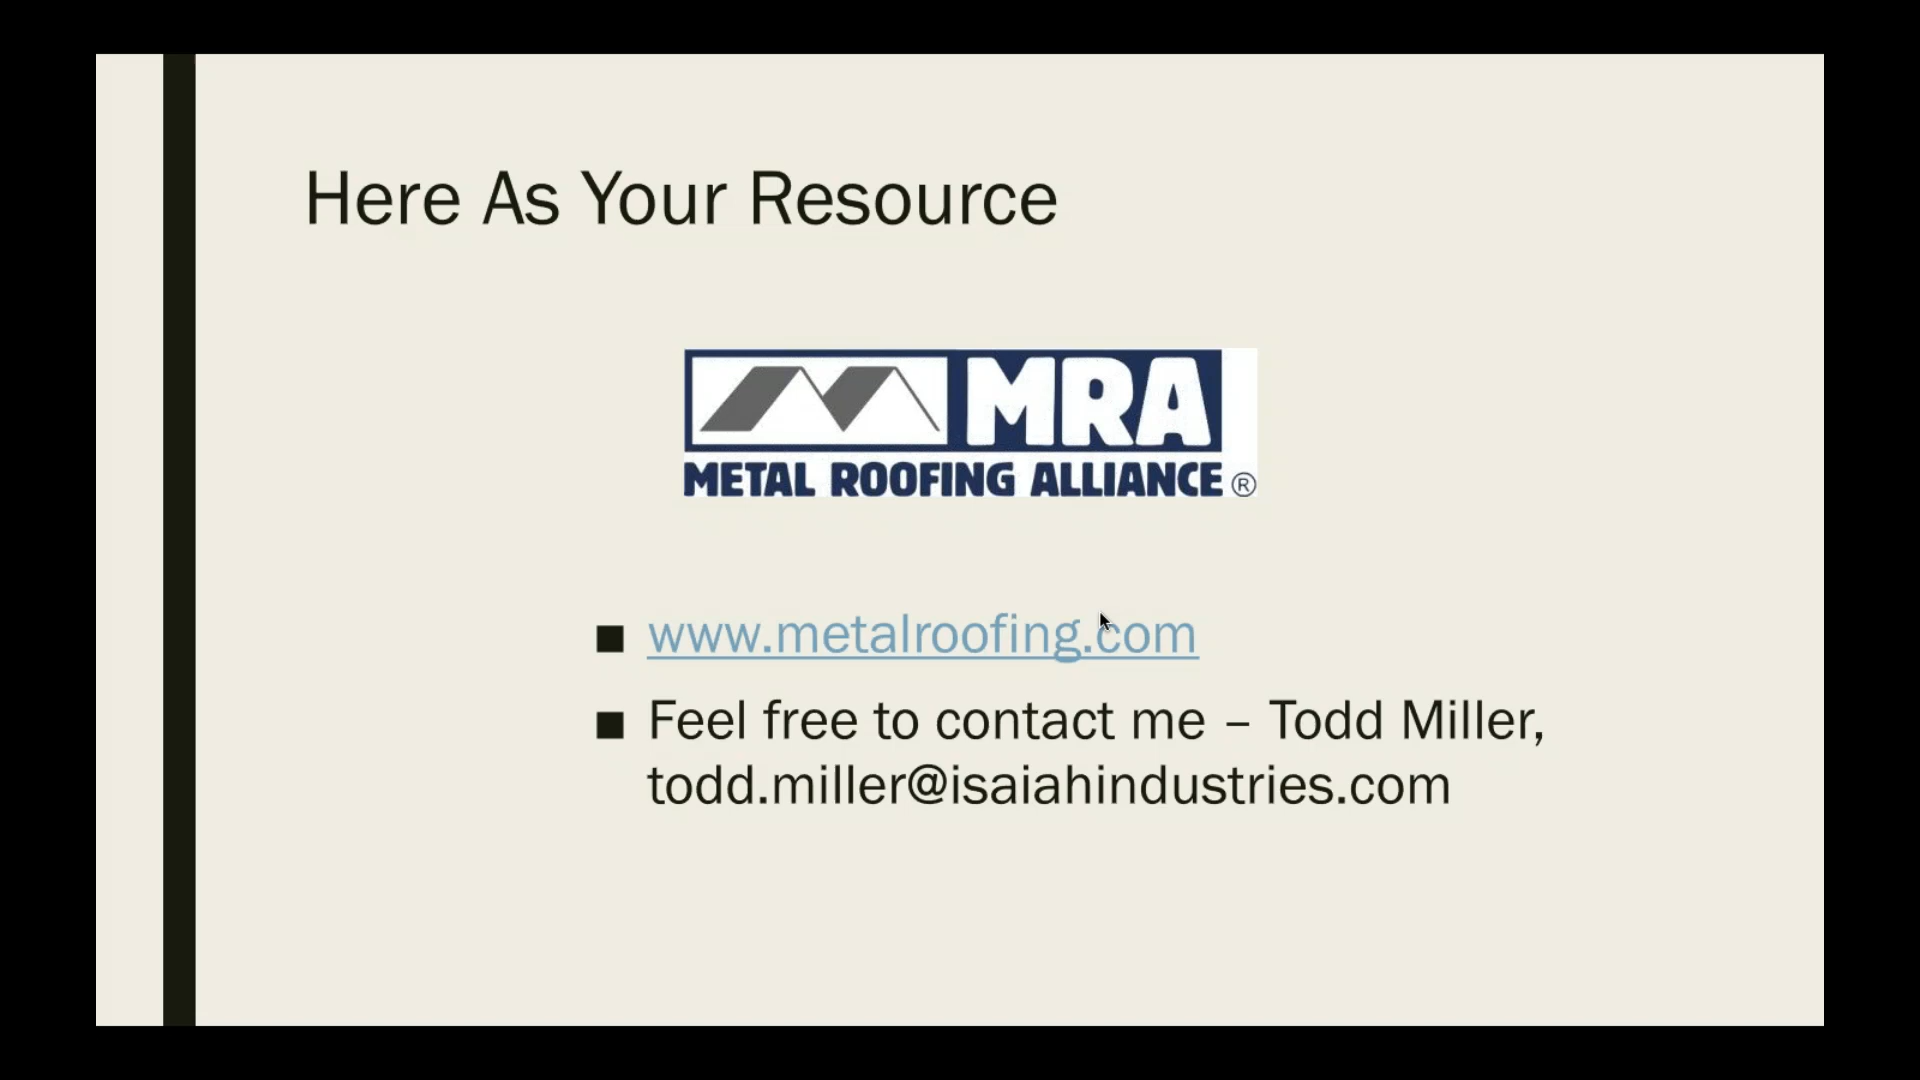 Here As Your Resource
MRA
METAL ROOFING ALLIANCE ®
■ www.metalroofing.com
■ Feel free to contact me – Todd Miller,
todd.miller@isaiahindustries.com